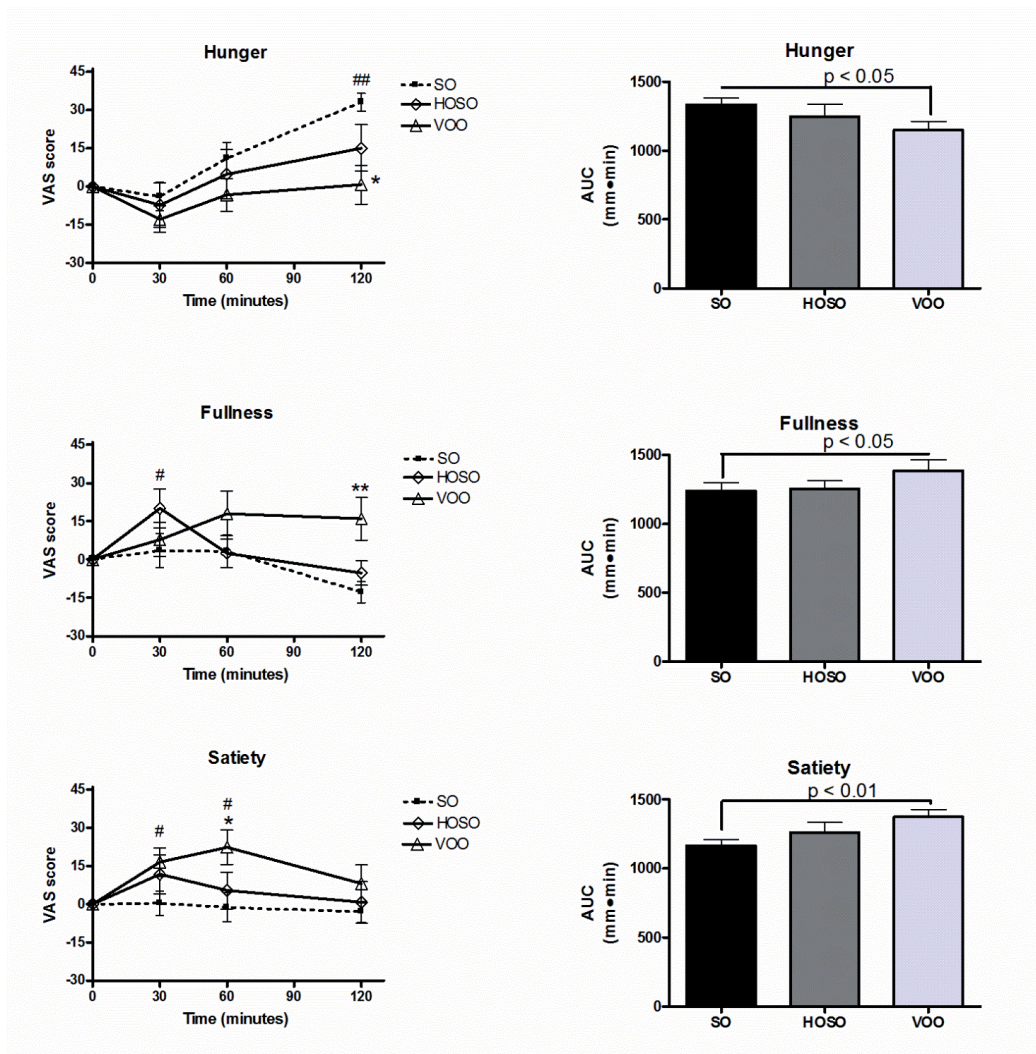 Hunger
45
30
15
0
-15
-30
VAS score
##
*
SO
HOSO
VOO
0 30 60 90 120
Time (minutes)
Hunger
p < 0.05
1500
1000
500
0
AUC
(mm●min)
SO HOSO VOO
Fullness
45
30
15
0
-15
-30
VAS score
#
**
SO
HOSO
VOO
0 30 60 90 120
Time (minutes)
Fullness
p < 0.05
1500
1000
500
0
AUC
(mm●min)
SO HOSO VOO
Satiety
45
30
15
0
-15
-30
VAS score
#
#
*
SO
HOSO
VOO
0 30 60 90 120
Time (minutes)
Satiety
p < 0.01
1500
1000
500
0
AUC
(mm●min)
SO HOSO VOO